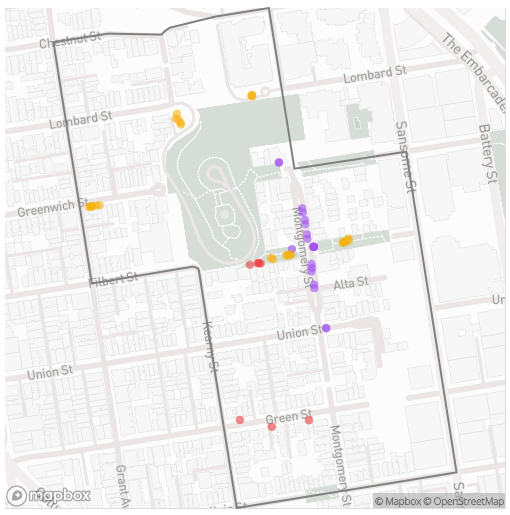 Chestnut St
Lombard St
The Embarcader
Lombard St
Sansome St
Battery St
Greenwich St
Montgomery St
Filbert St
Alta St
Un
Kearny St
Union St
Union St
Green St
Grant Av
Montgomery St
Sa
mapbox
© Mapbox © OpenStreetMap